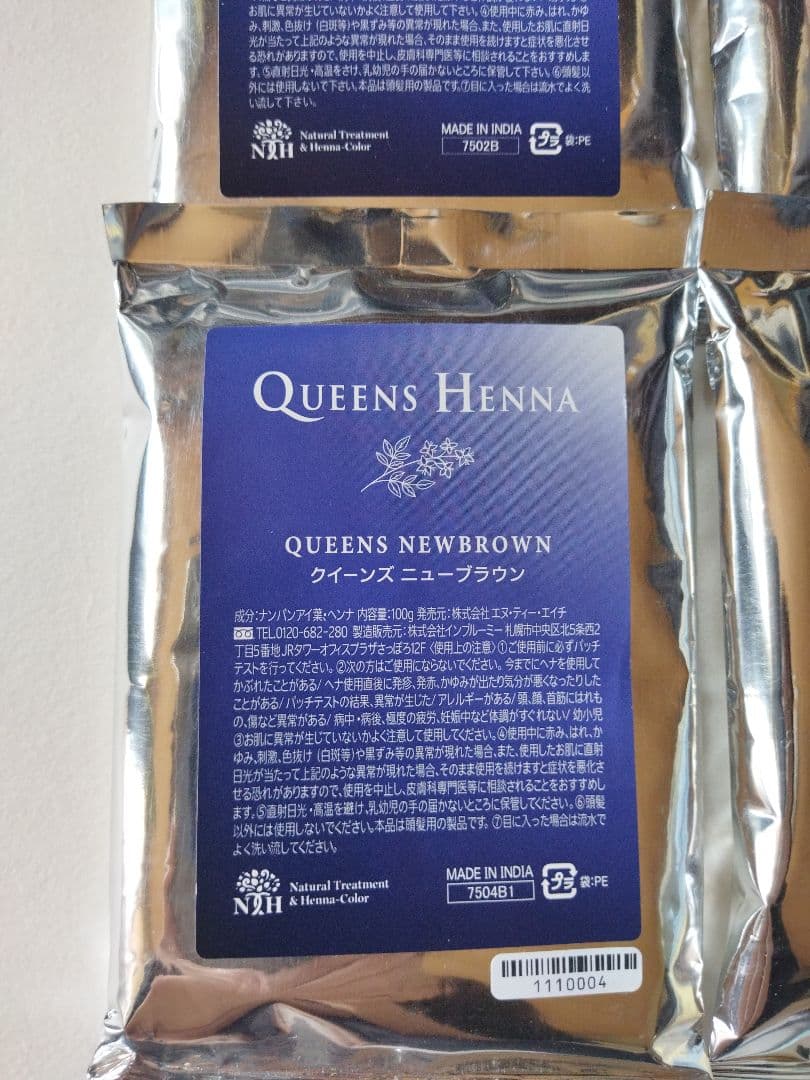 お肌に異常が生じていないかよく注意して使用して下さい。④使用中に赤み、はれ、かゆ
み、刺激、色抜け(白斑等)や黒ずみ等の異常が現れた場合、また、使用したお肌に直射日
光が当たって上記のような異常が現れた場合、そのまま使用を続けますと症状を悪化させ
る恐れがありますので、使用を中止し、皮膚科専門医等に相談されることをおすすめしま
す。⑤直射日光・高温をさけ、乳幼児の手の届かないところに保管して下さい。⑥頭髪以
外には使用しないで下さい。本品は頭髪用の製品です。⑦目に入った場合は流水でよく洗
い流して下さい。
NTH Natural Treatment
& Henna-Color
MADE IN INDIA
7502B
プラ 袋:PE
QUEENS HENNA
QUEENS NEWBROWN
クイーンズ ニューブラウン
成分:ナンバンアイ葉・ヘンナ 内容量:100g 発売元:株式会社 エヌ・ティー・エイチ
TEL.0120-682-280 製造販売元:株式会社インプルーミー 札幌市中央区北5条西2
丁目5番地JRタワーオフィスプラザさっぽろ12F 〈使用上の注意〉①ご使用前に必ずパッチ
テストを行ってください。②次の方はご使用にならないでください。今までにヘナを使用して
かぶれたことがある/ ヘナ使用直後に発疹、発赤、かゆみが出たり気分が悪くなったりした
ことがある/ パッチテストの結果、異常が生じた/ アレルギーがある/ 頭、顔、首筋にはれも
の、傷など異常がある/ 病中・病後、極度の疲労、妊娠中など体調がすぐれない/ 幼小児
③お肌に異常が生じていないかよく注意して使用してください。④使用中に赤み、はれ、か
ゆみ、刺激、色抜け (白斑等)や黒ずみ等の異常が現れた場合、また、使用したお肌に直射
日光が当たって上記のような異常が現れた場合、そのまま使用を続けますと症状を悪化さ
せる恐れがありますので、使用を中止し、皮膚科専門医等に相談されることをおすすめし
ます。⑤直射日光・高温を避け、乳幼児の手の届かないところに保管してください。⑥頭髪
以外には使用しないでください。本品は頭髪用の製品です。⑦目に入った場合は流水で
よく洗い流してください。
NTH Natural Treatment
& Henna-Color
MADE IN INDIA
7504B1
プラ 袋:PE
1110004